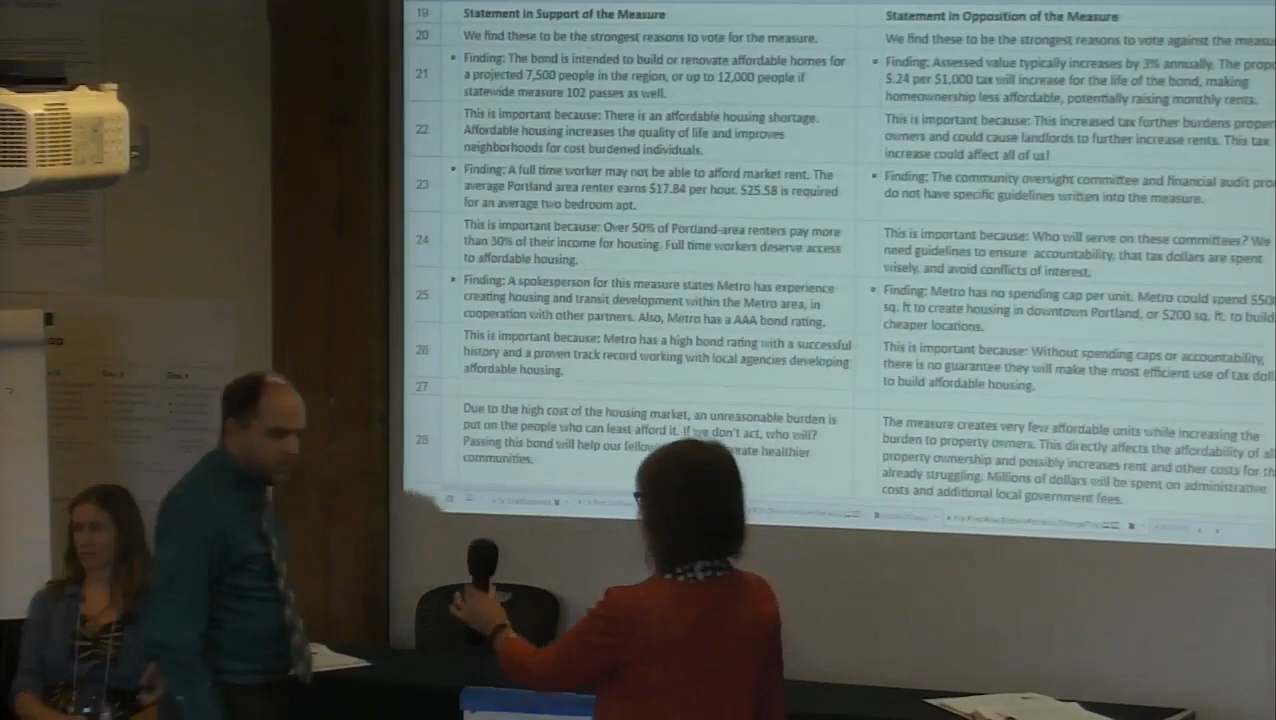 19 Statement in Support of the Measure
Statement in Opposition of the Measure
20 We find these to be the strongest reasons to vote for the measure.
We find these to be the strongest reasons to vote against the measu
21
• Finding: The bond is intended to build or renovate affordable homes for
a projected 7,500 people in the region, or up to 12,000 people if
statewide measure 102 passes as well.
• Finding: Assessed value typically increases by 3% annually. The propo
$.24 per $1,000 tax will increase for the life of the bond, making
homeownership less affordable, potentially raising monthly rents.
22
This is important because: There is an affordable housing shortage.
Affordable housing increases the quality of life and improves
neighborhoods for cost burdened individuals.
This is important because: This increased tax further burdens proper
owners and could cause landlords to further increase rents. This tax
increase could affect all of us!
23
• Finding: A full time worker may not be able to afford market rent. The
average Portland area renter earns $17.84 per hour. $25.58 is required
for an average two bedroom apt.
• Finding: The community oversight committee and financial audit pro
do not have specific guidelines written into the measure.
24
This is important because: Over 50% of Portland-area renters pay more
than 30% of their income for housing. Full time workers deserve access
to affordable housing.
This is important because: Who will serve on these committees? We
need guidelines to ensure accountability, that tax dollars are spent
wisely, and avoid conflicts of interest.
25
• Finding: A spokesperson for this measure states Metro has experience
creating housing and transit development within the Metro area, in
cooperation with other partners. Also, Metro has a AAA bond rating.
• Finding: Metro has no spending cap per unit. Metro could spend $50
sq. ft to create housing in downtown Portland, or $200 sq. ft. to build
cheaper locations.
26
This is important because: Metro has a high bond rating with a successful
history and a proven track record working with local agencies developing
affordable housing.
This is important because: Without spending caps or accountability,
there is no guarantee they will make the most efficient use of tax doll
to build affordable housing.
27
28
Due to the high cost of the housing market, an unreasonable burden is
put on the people who can least afford it. If we don't act, who will?
Passing this bond will help our fellow eate healthier
communities.
The measure creates very few affordable units while increasing the
burden to property owners. This directly affects the affordability of all
property ownership and possibly increases rent and other costs for th
already struggling. Millions of dollars will be spent on administrative
costs and additional local government fees.